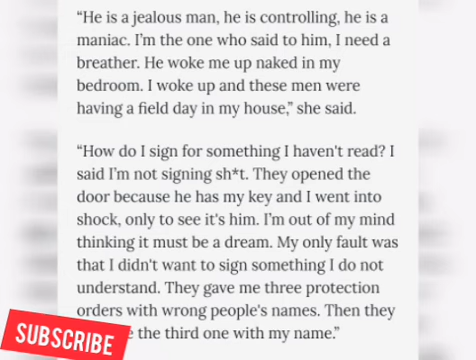 “He is a jealous man, he is controlling, he is a
maniac. I’m the one who said to him, I need a
breather. He woke me up naked in my
bedroom. I woke up and these men were
having a field day in my house,” she said.
“How do I sign for something I haven't read? I
said I’m not signing sh*t. They opened the
door because he has my key and I went into
shock, only to see it's him. I’m out of my mind
thinking it must be a dream. My only fault was
that I didn't want to sign something I do not
understand. They gave me three protection
orders with wrong people's names. Then they
the third one with my name.”
SUBSCRIBE